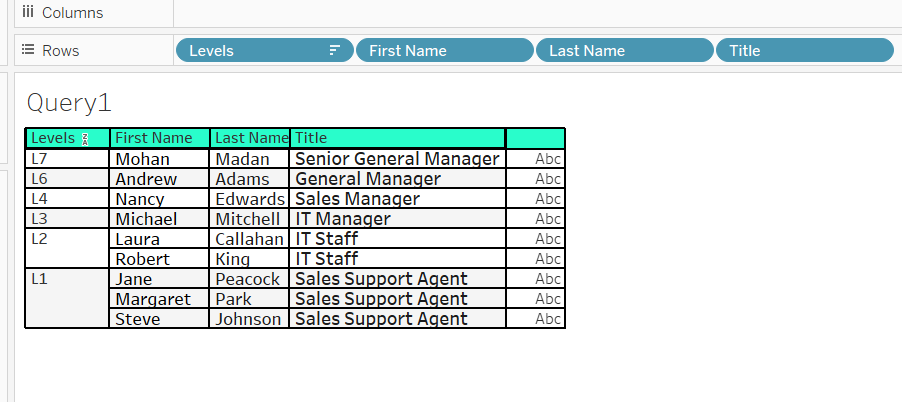 Columns
Rows Levels First Name Last Name Title
Query1
Levels First Name Last Name Title
L7 Mohan Madan Senior General Manager Abc
L6 Andrew Adams General Manager Abc
L4 Nancy Edwards Sales Manager Abc
L3 Michael Mitchell IT Manager Abc
L2 Laura Callahan IT Staff Abc
Robert King IT Staff Abc
L1 Jane Peacock Sales Support Agent Abc
Margaret Park Sales Support Agent Abc
Steve Johnson Sales Support Agent Abc